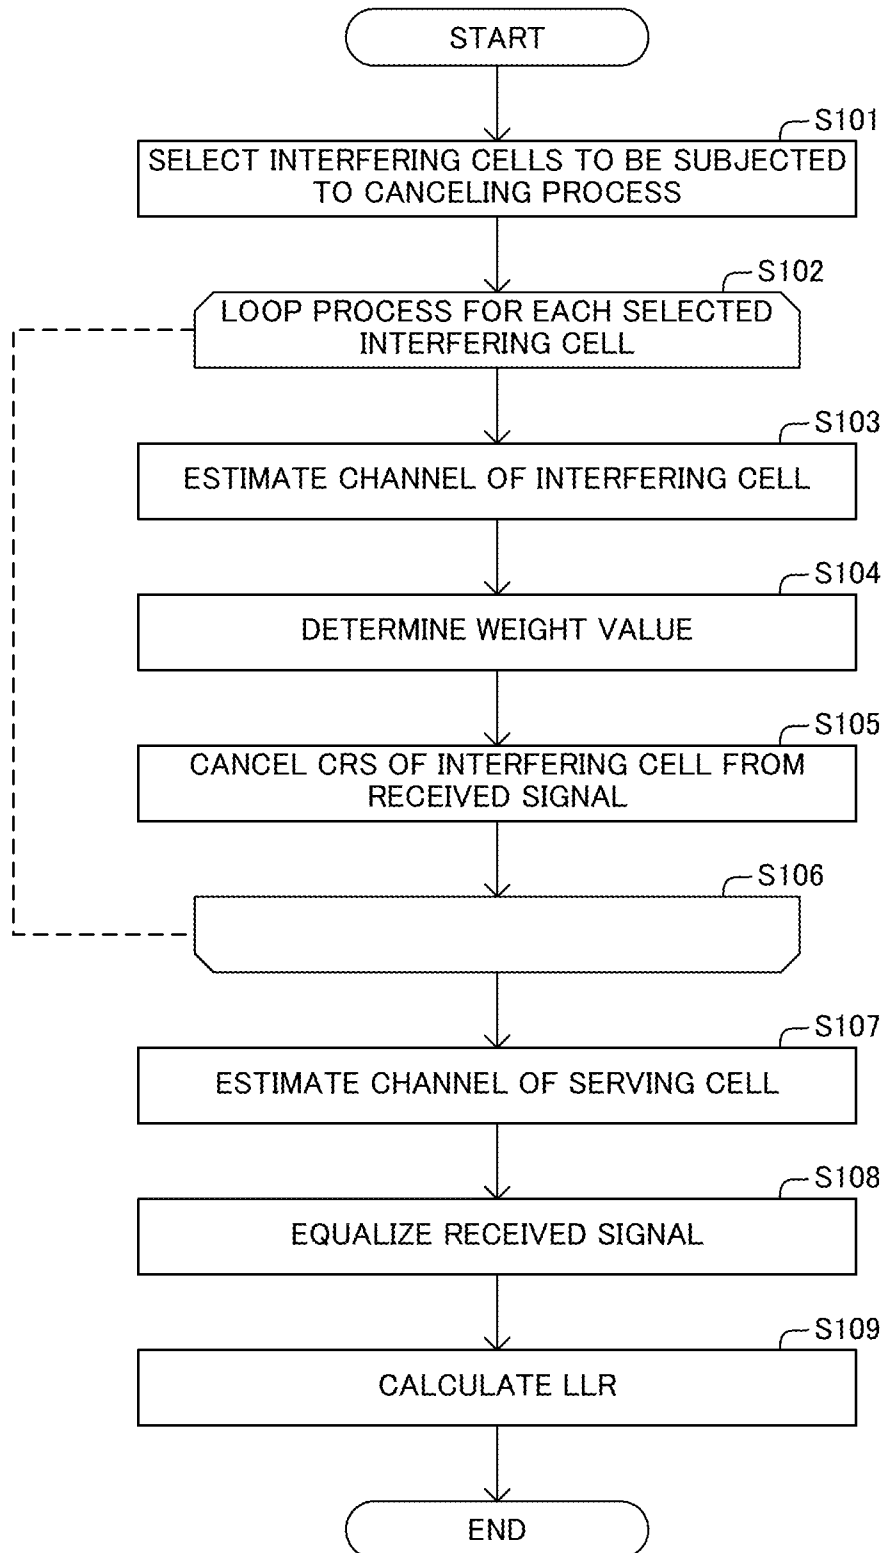 START
S101
SELECT INTERFERING CELLS TO BE SUBJECTED
TO CANCELING PROCESS
S102
LOOP PROCESS FOR EACH SELECTED
INTERFERING CELL
S103
ESTIMATE CHANNEL OF INTERFERING CELL
S104
DETERMINE WEIGHT VALUE
S105
CANCEL CRS OF INTERFERING CELL FROM
RECEIVED SIGNAL
S106
S107
ESTIMATE CHANNEL OF SERVING CELL
S108
EQUALIZE RECEIVED SIGNAL
S109
CALCULATE LLR
END